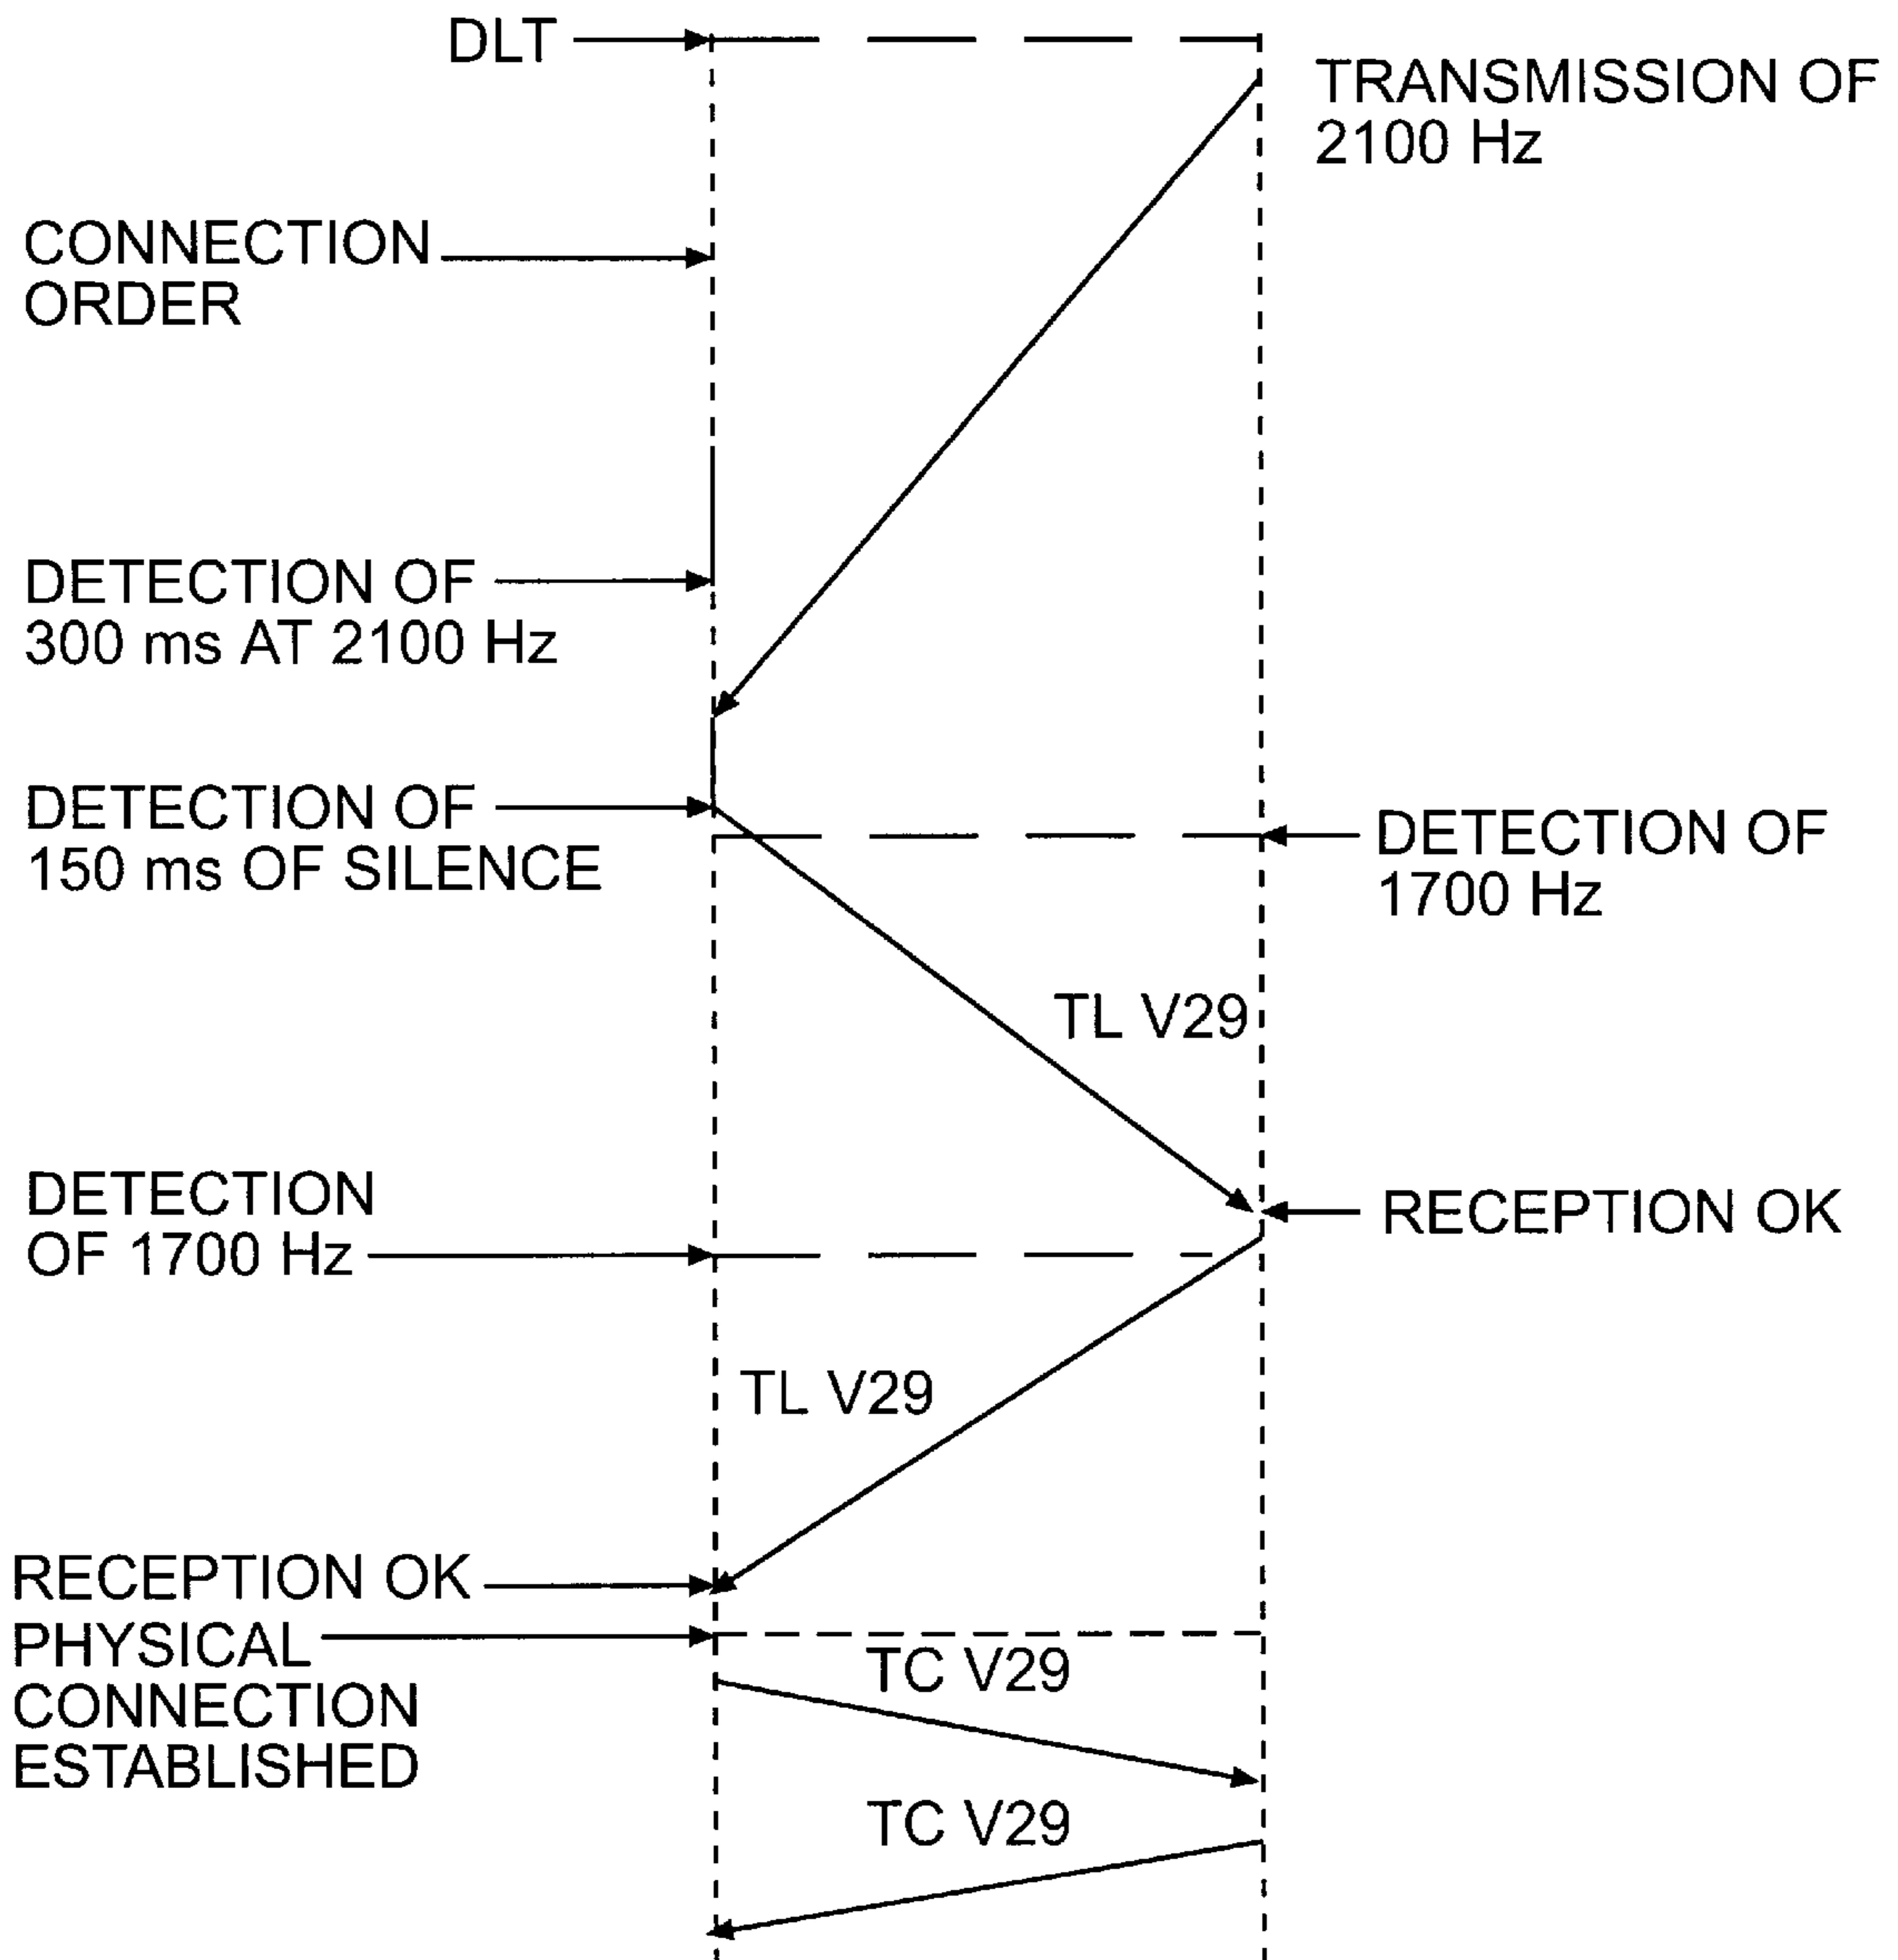 DLT
TRANSMISSION OF
2100 Hz
CONNECTION
ORDER
DETECTION OF
300 ms AT 2100 Hz
DETECTION OF
150 ms OF SILENCE
DETECTION OF
1700 Hz
TL V29
DETECTION
OF 1700 Hz
RECEPTION OK
TL V29
RECEPTION OK
PHYSICAL
CONNECTION
ESTABLISHED
TC V29
TC V29